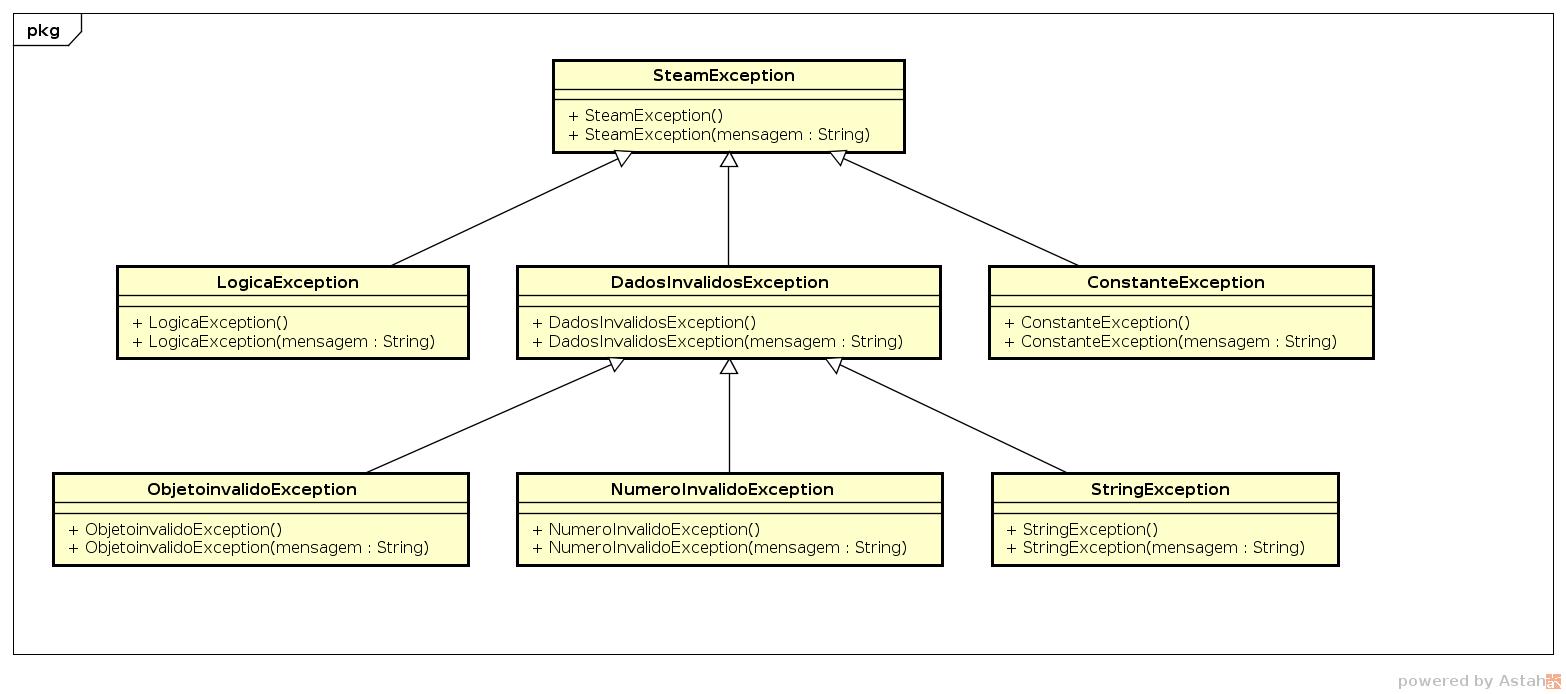 pkg
SteamException
+ SteamException()
+ SteamException(mensagem : String)
LogicaException
+ LogicaException()
+ LogicaException(mensagem : String)
DadosInvalidosException
+ DadosInvalidosException()
+ DadosInvalidosException(mensagem : String)
ConstanteException
+ ConstanteException()
+ ConstanteException(mensagem : String)
ObjetoinvalidoException
+ ObjetoinvalidoException()
+ ObjetoinvalidoException(mensagem : String)
NumeroInvalidoException
+ NumeroInvalidoException()
+ NumeroInvalidoException(mensagem : String)
StringException
+ StringException()
+ StringException(mensagem : String)
powered by Astah